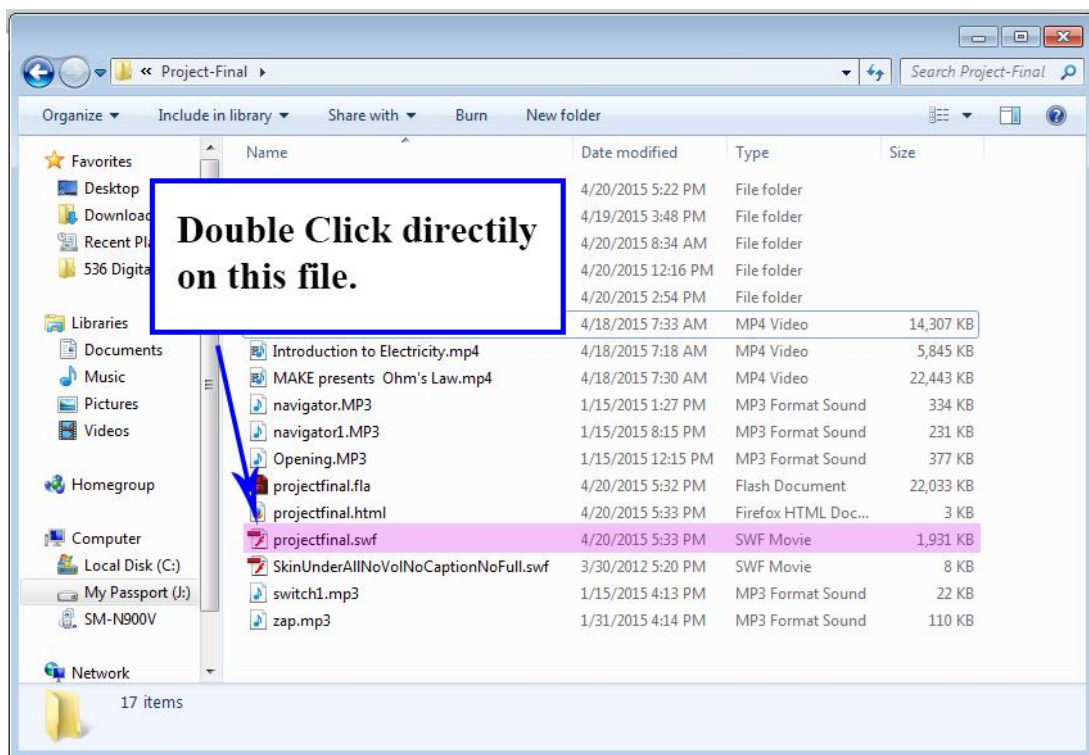 « Project-Final
Search Project-Final
Organize Include in library Share with Burn New folder
Name Date modified Type Size
Favorites
Desktop
Downloa
Recent Pl
536 Digita
Libraries
Documents
Music
Pictures
Videos
Homegroup
Computer
Local Disk (C:)
My Passport (J:)
SM-N900V
Network
Double Click directily
on this file.
4/20/2015 5:22 PM File folder
4/19/2015 3:48 PM File folder
4/20/2015 8:34 AM File folder
4/20/2015 12:16 PM File folder
4/20/2015 2:54 PM File folder
4/18/2015 7:33 AM MP4 Video 14,307 KB
Introduction to Electricity.mp4 4/18/2015 7:18 AM MP4 Video 5,845 KB
MAKE presents Ohm's Law.mp4 4/18/2015 7:30 AM MP4 Video 22,443 KB
navigator.MP3 1/15/2015 1:27 PM MP3 Format Sound 334 KB
navigator1.MP3 1/15/2015 8:15 PM MP3 Format Sound 231 KB
Opening.MP3 1/15/2015 12:15 PM MP3 Format Sound 377 KB
projectfinal.fla 4/20/2015 5:32 PM Flash Document 22,033 KB
projectfinal.html 4/20/2015 5:33 PM Firefox HTML Doc... 3 KB
projectfinal.swf 4/20/2015 5:33 PM SWF Movie 1,931 KB
SkinUnderAllNoVolNoCaptionNoFull.swf 3/30/2012 5:20 PM SWF Movie 8 KB
switch1.mp3 1/15/2015 4:13 PM MP3 Format Sound 22 KB
zap.mp3 1/31/2015 4:14 PM MP3 Format Sound 110 KB
17 items